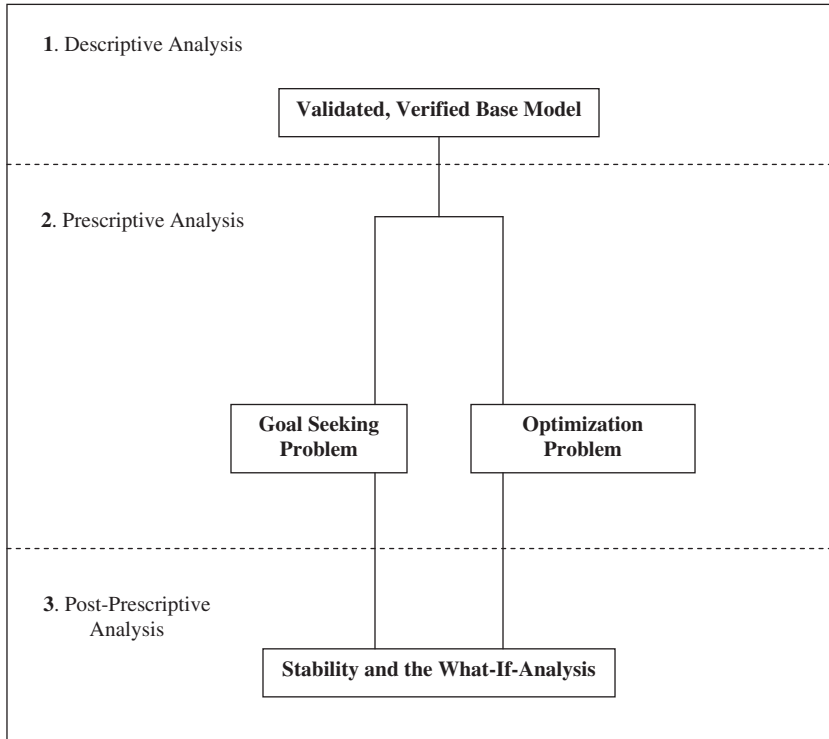 1. Descriptive Analysis
Validated, Verified Base Model
2. Prescriptive Analysis
Goal Seeking
Problem
Optimization
Problem
3. Post-Prescriptive
Analysis
Stability and the What-If-Analysis